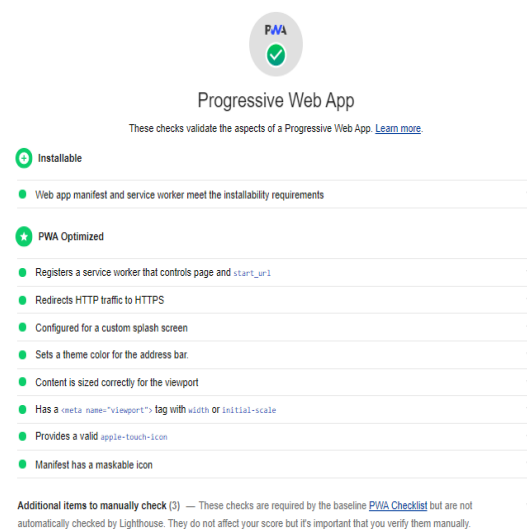 PWA
Progressive Web App
These checks validate the aspects of a Progressive Web App. Learn more.
Installable
Web app manifest and service worker meet the installability requirements
PWA Optimized
Registers a service worker that controls page and start_url
Redirects HTTP traffic to HTTPS
Configured for a custom splash screen
Sets a theme color for the address bar.
Content is sized correctly for the viewport
Has a <meta name="viewport"> tag with width or initial-scale
Provides a valid apple-touch-icon
Manifest has a maskable icon
Additional items to manually check (3) — These checks are required by the baseline PWA Checklist but are not
automatically checked by Lighthouse. They do not affect your score but it's important that you verify them manually.